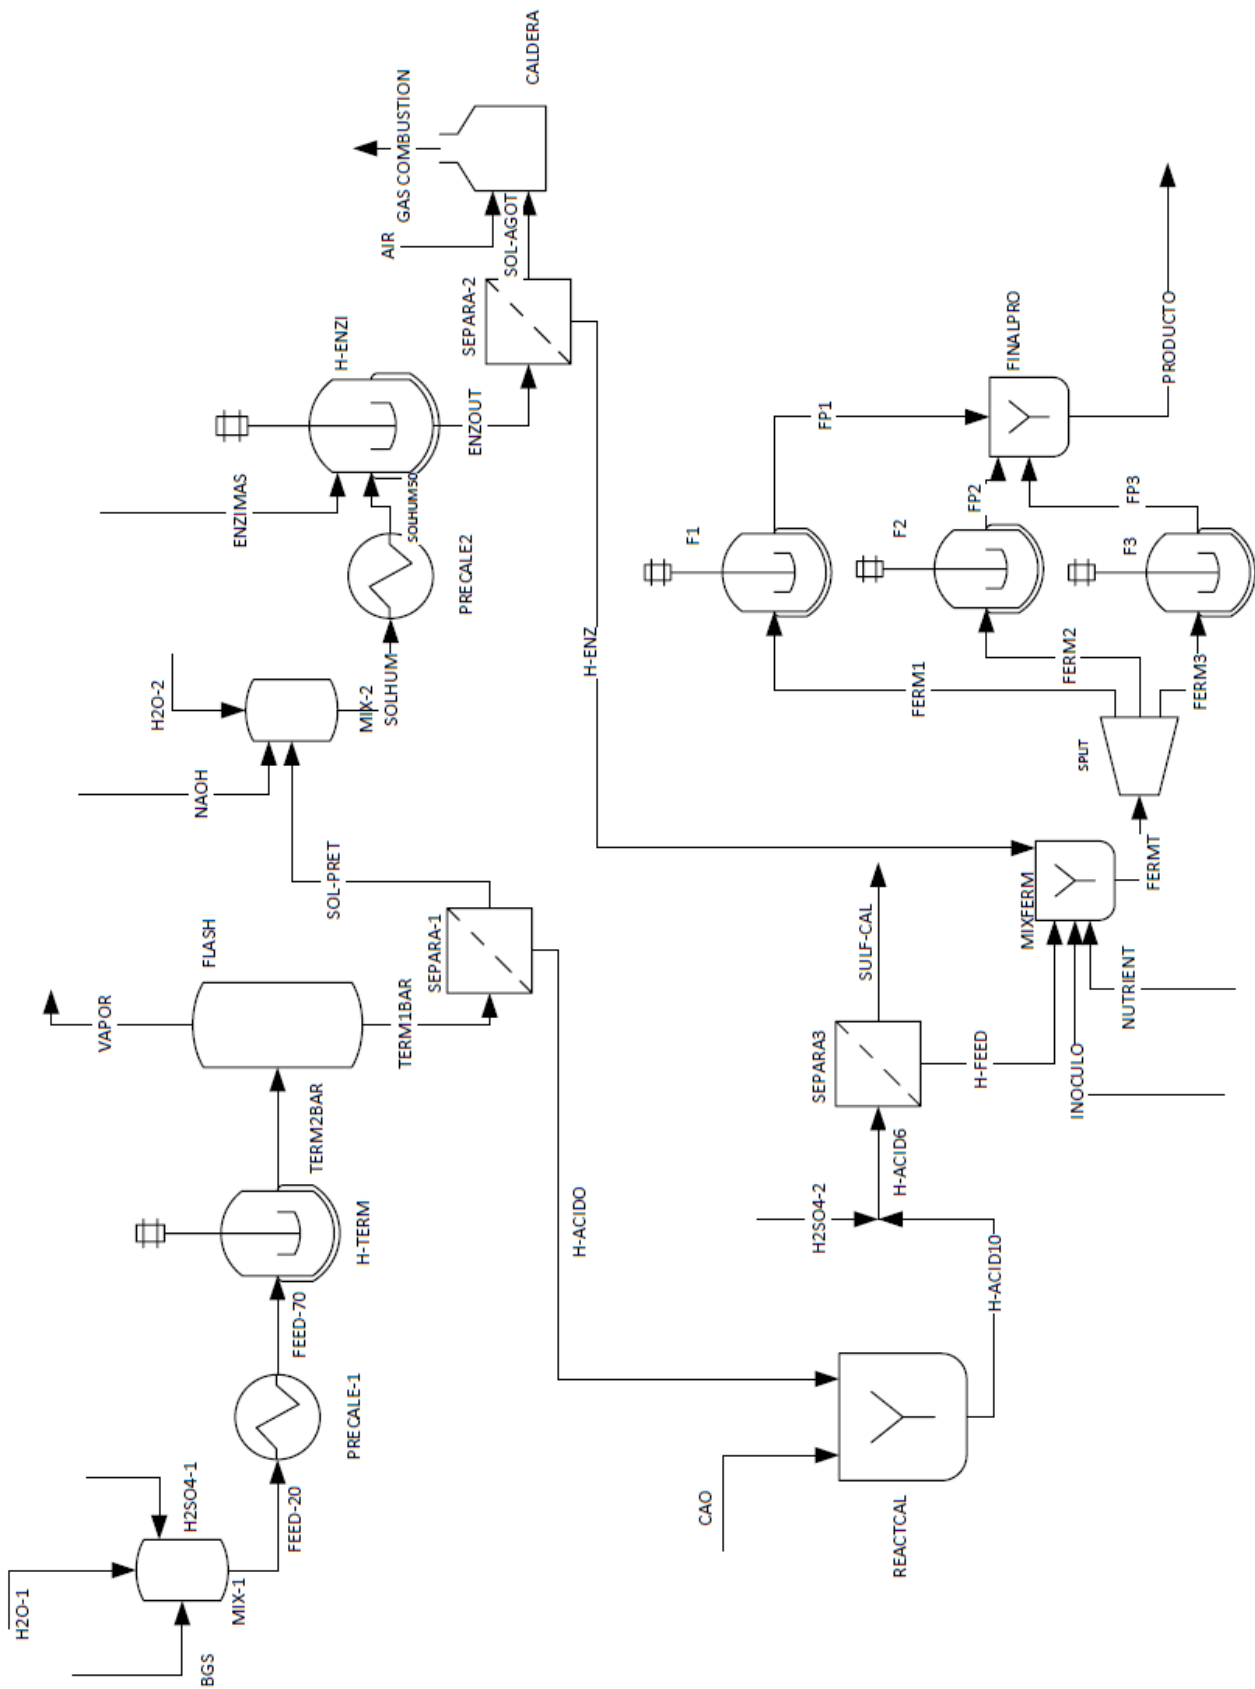 H2O-1
BGS
H2SO4-1
MIX-1
FEED-20
PRECALE-1
FEED-70
H-TERM
TERM2BAR
VAPOR
FLASH
TERM1BAR
SEPARA-1
SOL-PRET
H-ACIDO
NAOH
H2O-2
MIX-2
SOLHUM
PRECALE2
SOLHUM50
ENZIMAS
H-ENZI
ENZOUT
SEPARA-2
SOL-AGOT
AIR
GAS COMBUSTION
CALDERA
H-ENZ
CAO
REACTCAL
H-ACID10
H2SO4-2
H-ACID6
SEPARA3
SULF-CAL
H-FEED
INOCULO
NUTRIENT
MIXFERM
FERMT
SPLIT
FERM1
FERM2
FERM3
F1
F2
F3
FP1
FP2
FP3
FINALPRO
PRODUCTO